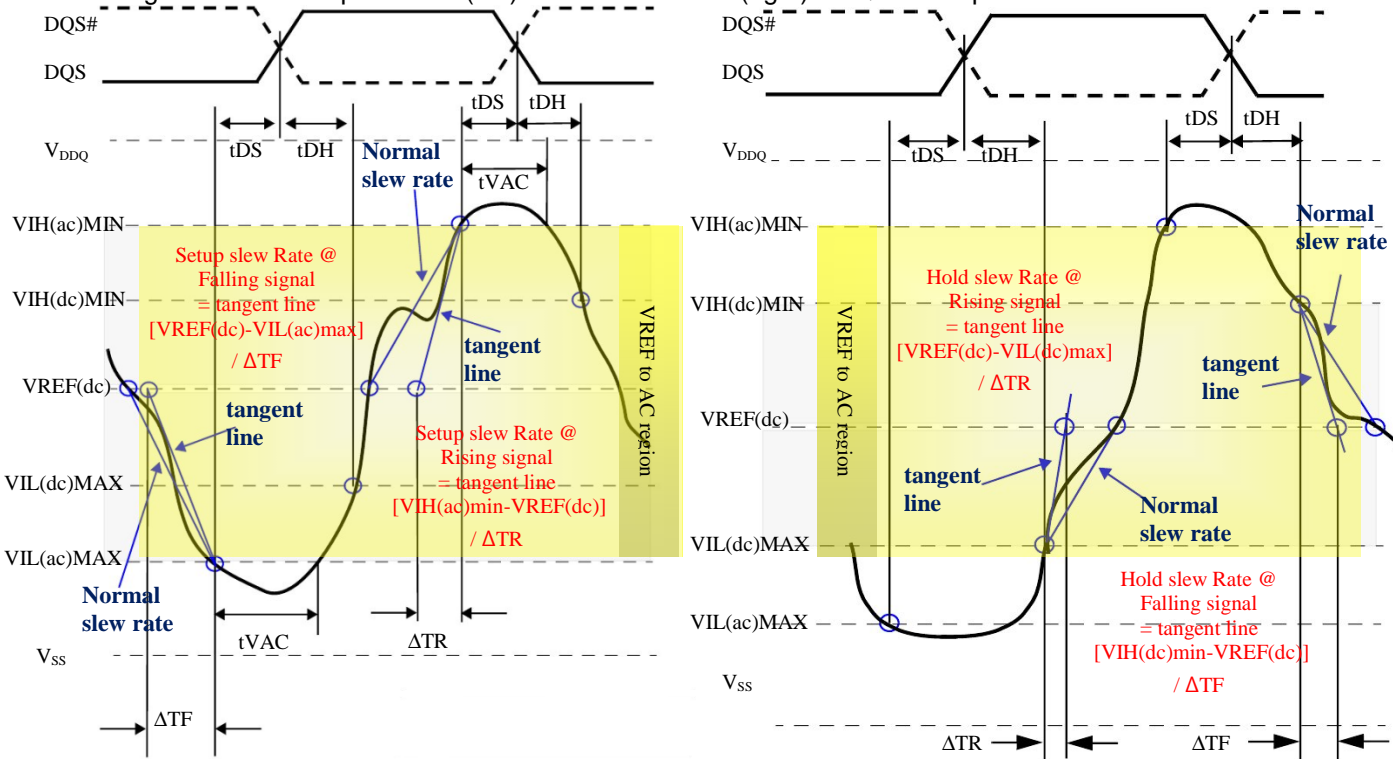 DQS#
DQS
tDS
tDH
tDS
tDH
VDDQ
Normal
slew rate
tVAC
VIH(ac)MIN
Setup slew Rate @
Falling signal
= tangent line
[VREF(dc)-VIL(ac)max]
/ ΔTF
VIH(dc)MIN
tangent
line
VREF to AC region
VREF(dc)
tangent
line
Setup slew Rate @
Rising signal
= tangent line
[VIH(ac)min-VREF(dc)]
/ ΔTR
VIL(dc)MAX
VIL(ac)MAX
Normal
slew rate
tVAC
ΔTR
VSS
ΔTF
DQS#
DQS
tDS
tDH
tDS
tDH
VDDQ
VIH(ac)MIN
Normal
slew rate
Hold slew Rate @
Rising signal
= tangent line
[VREF(dc)-VIL(dc)max]
/ ΔTR
VIH(dc)MIN
VREF to AC region
tangent
line
VREF(dc)
tangent
line
Normal
slew rate
VIL(dc)MAX
Hold slew Rate @
Falling signal
= tangent line
[VIH(dc)min-VREF(dc)]
/ ΔTF
VIL(ac)MAX
VSS
ΔTR
ΔTF